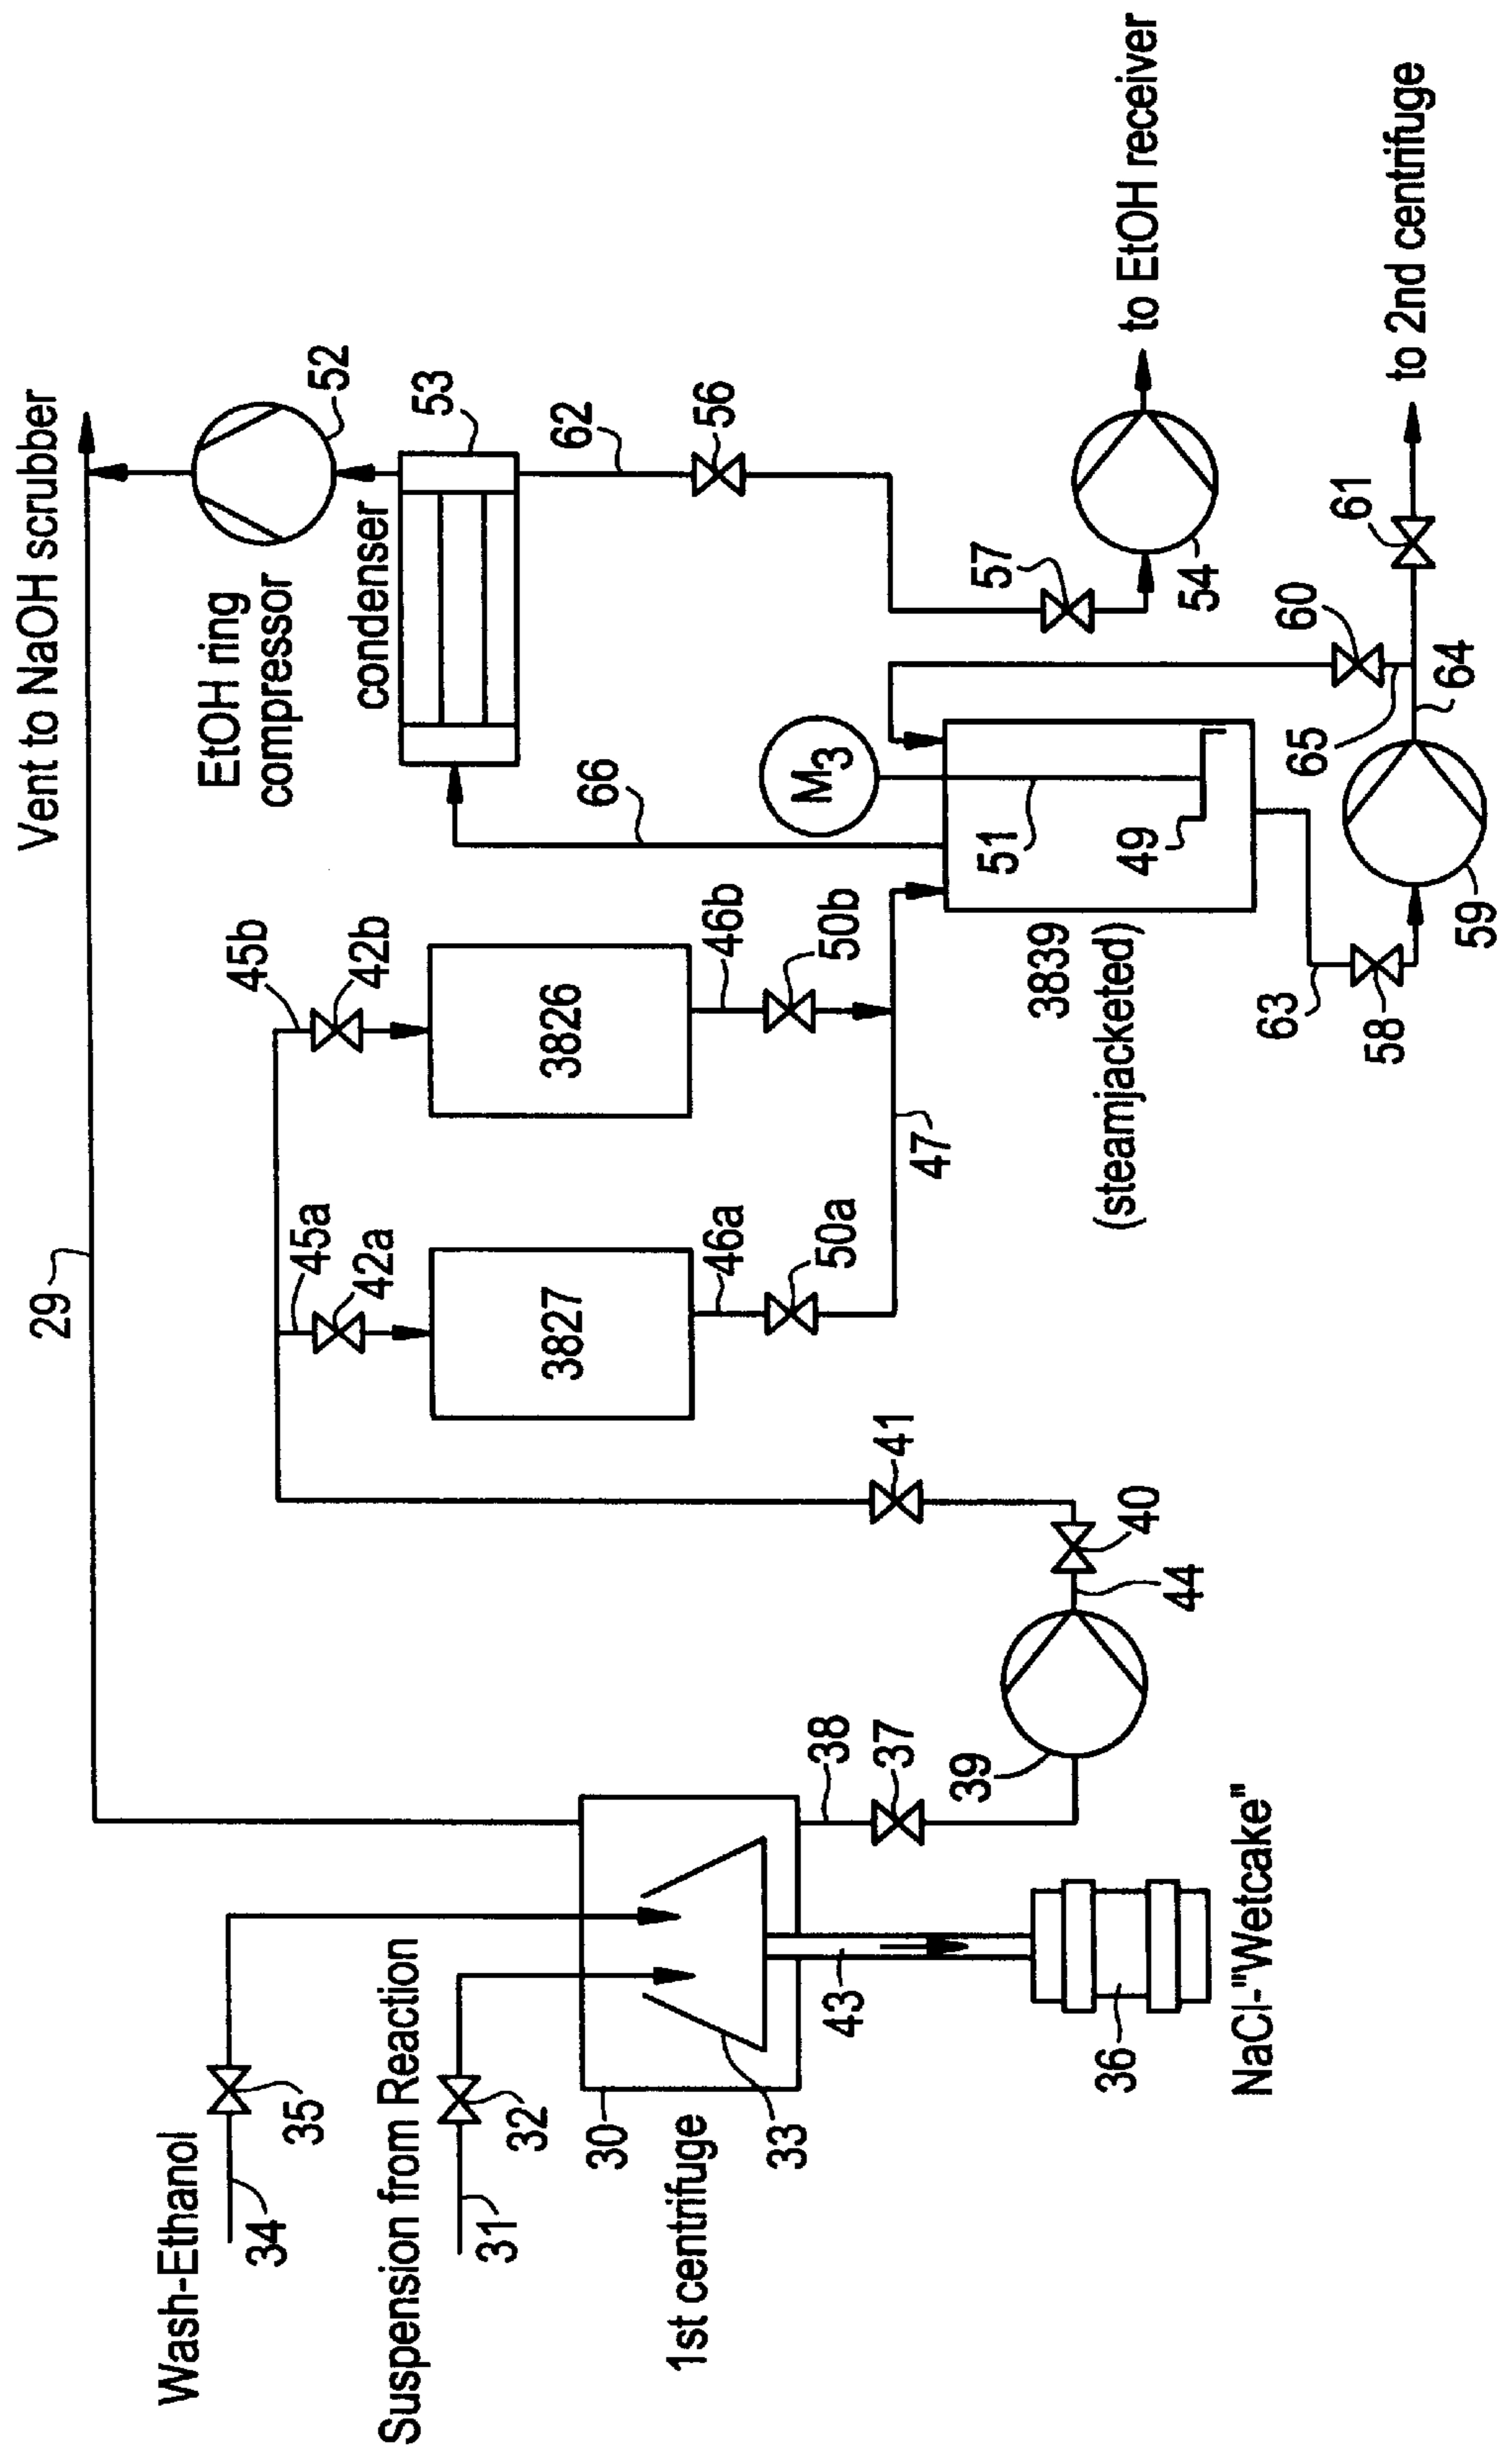 Vent to NaOH scrubber
29
EtOH ring
compressor
52
condenser
53
Wash-Ethanol
34
35
Suspension from Reaction
31
32
1st centrifuge
30
33
43
36
NaCl-"Wetcake"
38
37
39
44
40
41
45a
42a
3827
46a
50a
45b
42b
3826
46b
50b
47
66
62
56
57
54
to EtOH receiver
M3
51
49
3839
(steamjacketed)
63
58
59
64
65
60
61
to 2nd centrifuge